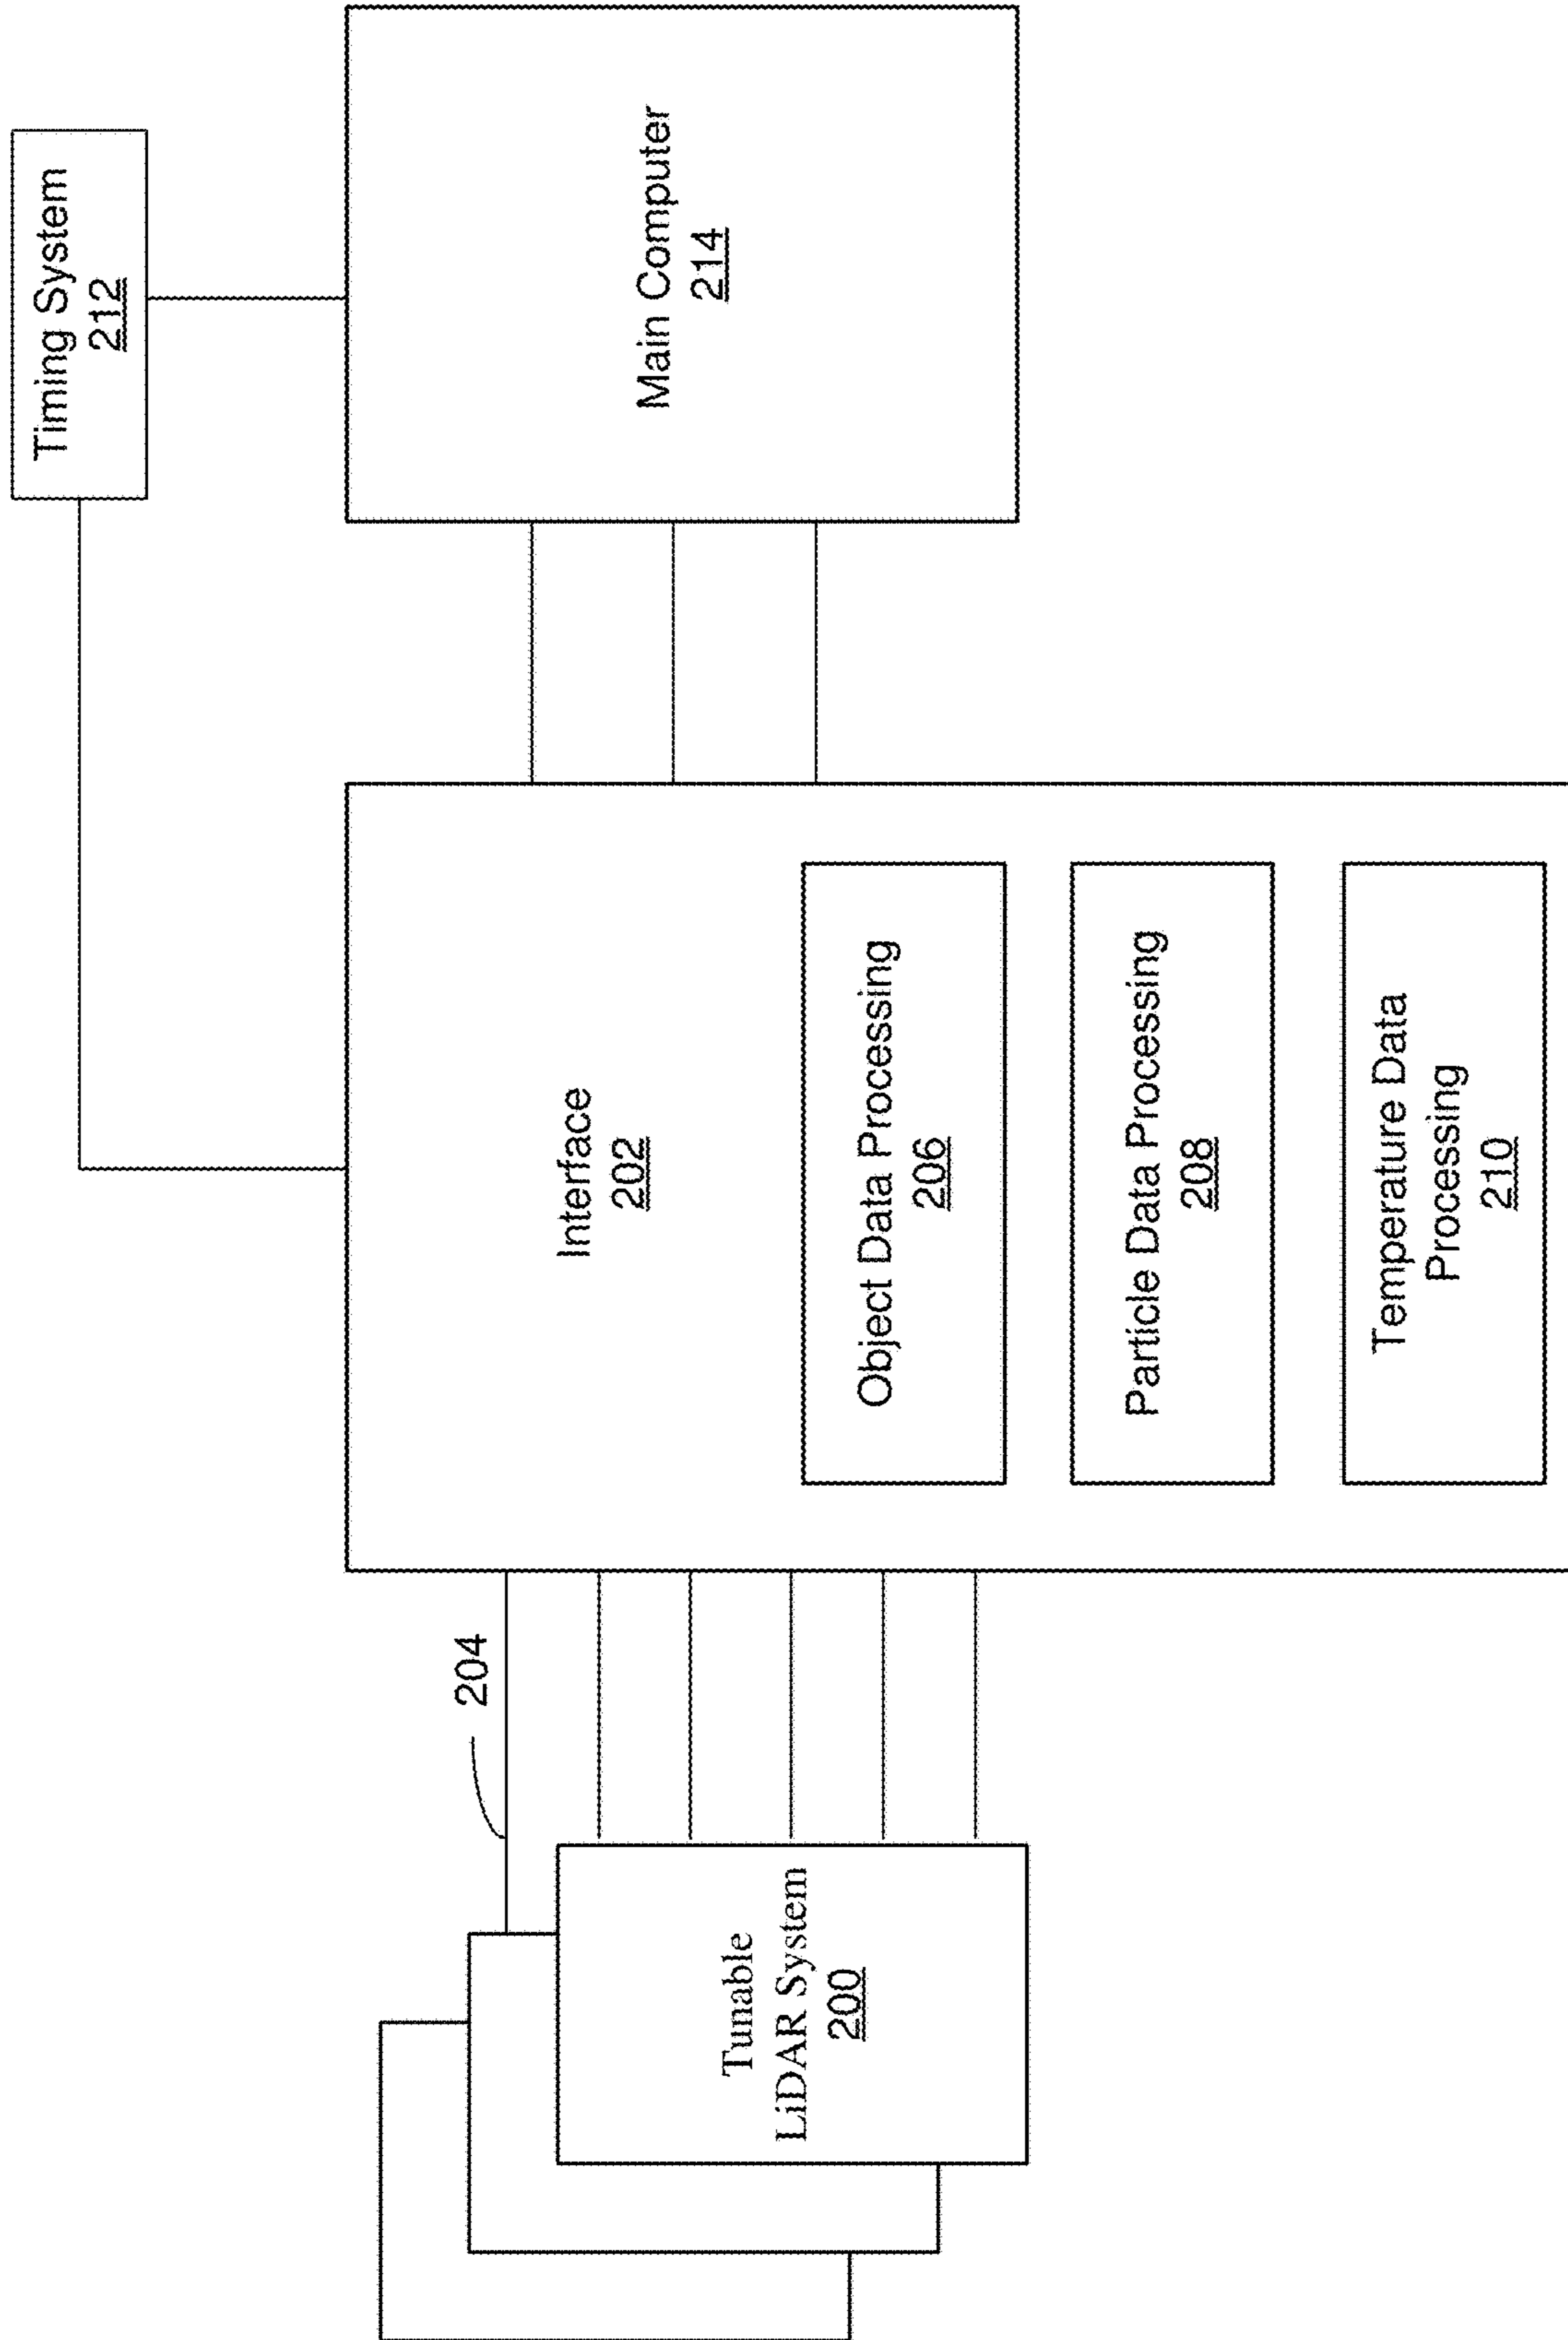 Timing System
212
Tunable
LiDAR System
200
204
Interface
202
Object Data Processing
206
Particle Data Processing
208
Temperature Data
Processing
210
Main Computer
214